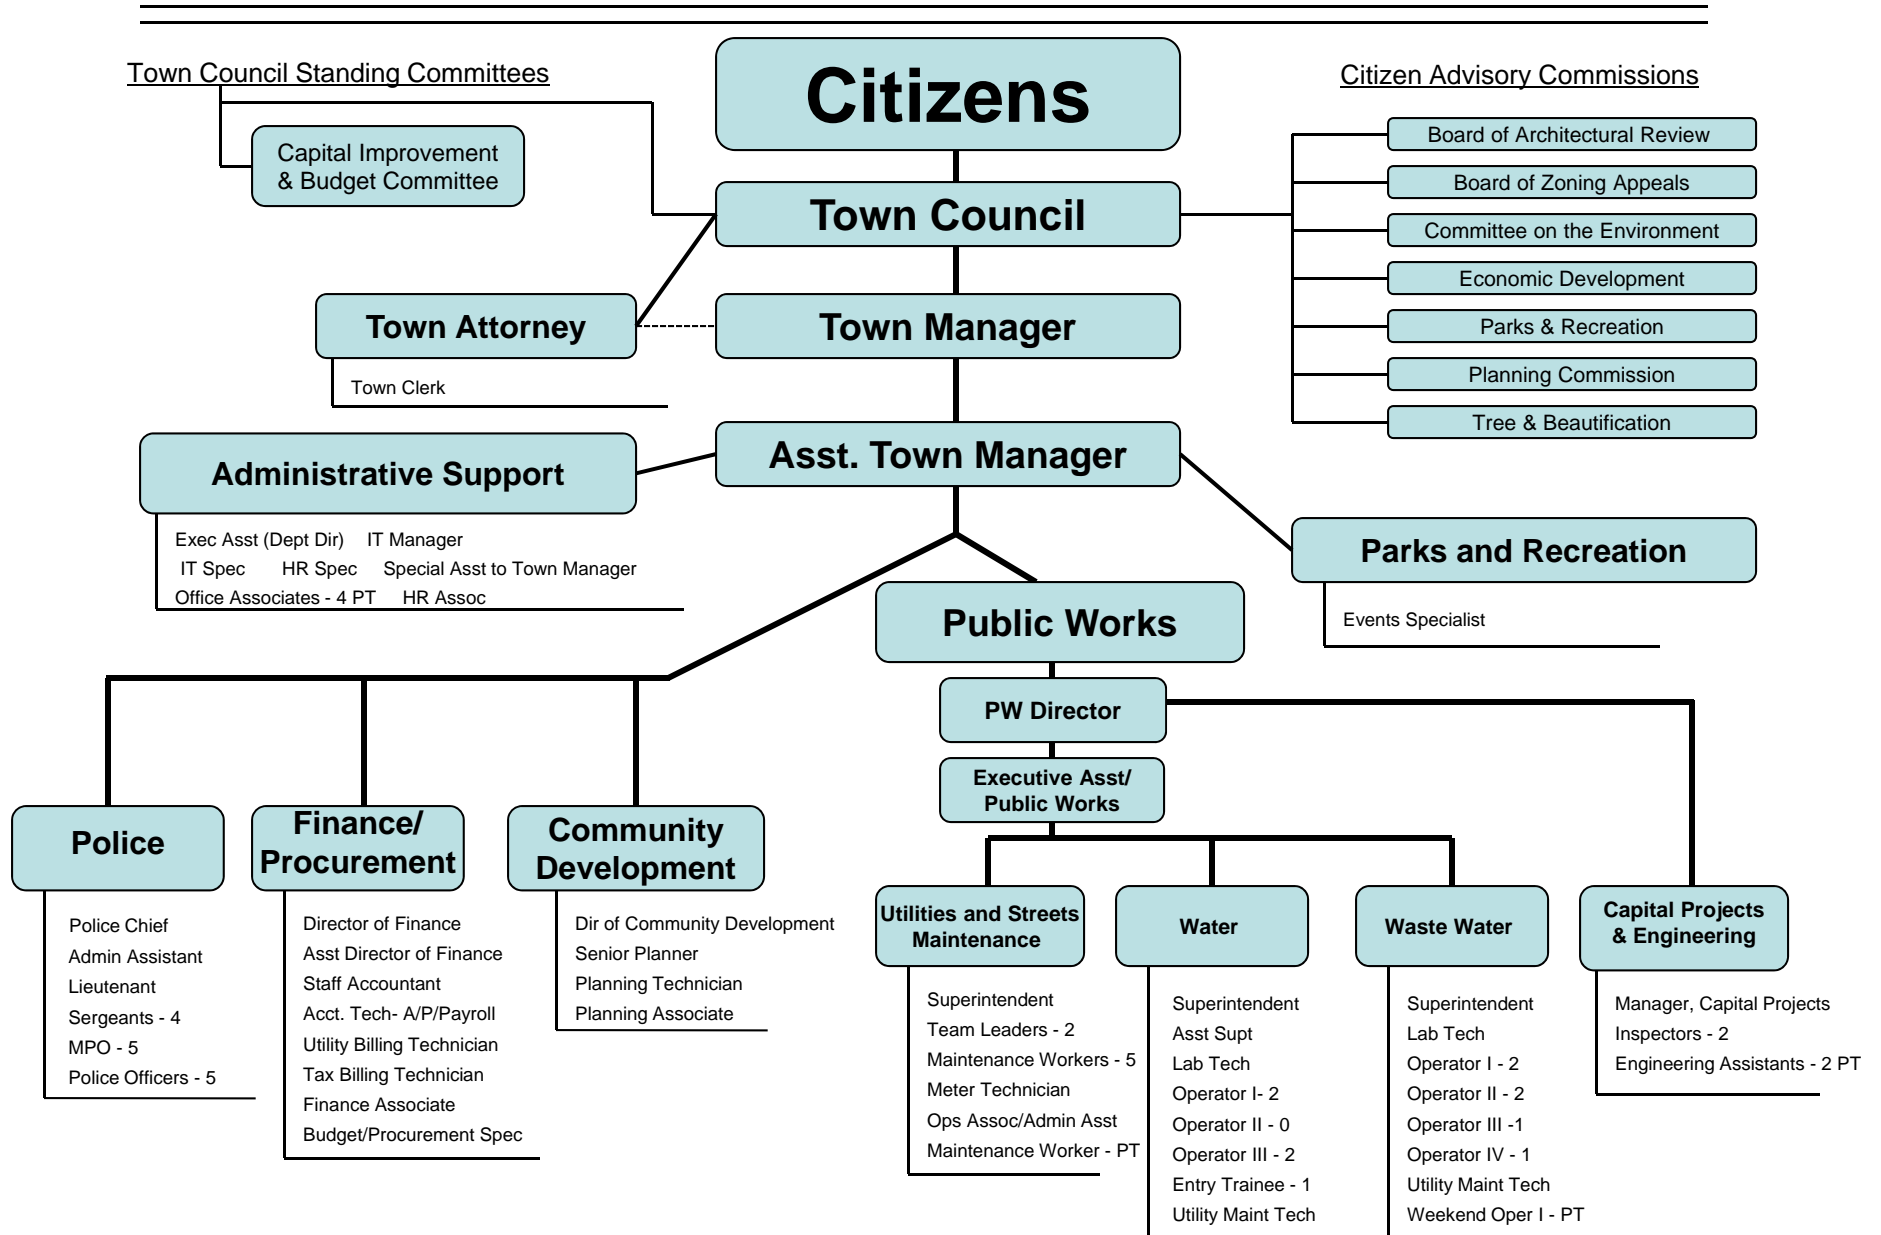 Citizens
Town Council Standing Committees
Capital Improvement
& Budget Committee
Citizen Advisory Commissions
Board of Architectural Review
Board of Zoning Appeals
Committee on the Environment
Economic Development
Parks & Recreation
Planning Commission
Tree & Beautification
Town Council
Town Attorney
Town Clerk
Town Manager
Asst. Town Manager
Administrative Support
Exec Asst (Dept Dir) IT Manager
IT Spec HR Spec Special Asst to Town Manager
Office Associates - 4 PT HR Assoc
Parks and Recreation
Events Specialist
Public Works
PW Director
Executive Asst/
Public Works
Police
Police Chief
Admin Assistant
Lieutenant
Sergeants - 4
MPO - 5
Police Officers - 5
Finance/
Procurement
Director of Finance
Asst Director of Finance
Staff Accountant
Acct. Tech- A/P/Payroll
Utility Billing Technician
Tax Billing Technician
Finance Associate
Budget/Procurement Spec
Community
Development
Dir of Community Development
Senior Planner
Planning Technician
Planning Associate
Utilities and Streets
Maintenance
Superintendent
Team Leaders - 2
Maintenance Workers - 5
Meter Technician
Ops Assoc/Admin Asst
Maintenance Worker - PT
Water
Superintendent
Asst Supt
Lab Tech
Operator I- 2
Operator II - 0
Operator III - 2
Entry Trainee - 1
Utility Maint Tech
Waste Water
Superintendent
Lab Tech
Operator I - 2
Operator II - 2
Operator III -1
Operator IV - 1
Utility Maint Tech
Weekend Oper I - PT
Capital Projects
& Engineering
Manager, Capital Projects
Inspectors - 2
Engineering Assistants - 2 PT